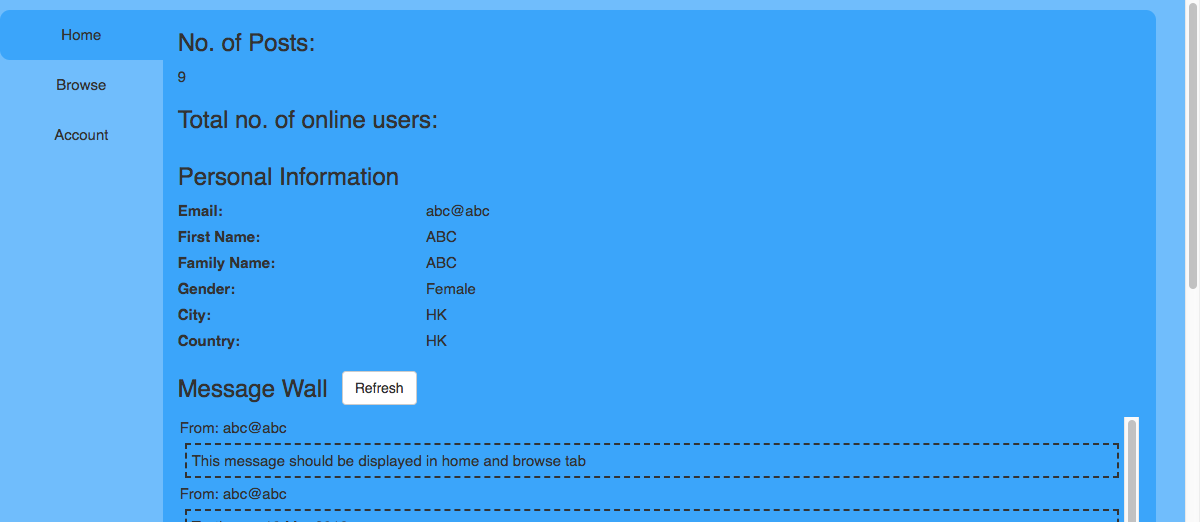 Home
Browse
Account
No. of Posts:
9
Total no. of online users:
Personal Information
Email: abc@abc
First Name: ABC
Family Name: ABC
Gender: Female
City: HK
Country: HK
Message Wall Refresh
From: abc@abc
This message should be displayed in home and browse tab
From: abc@abc